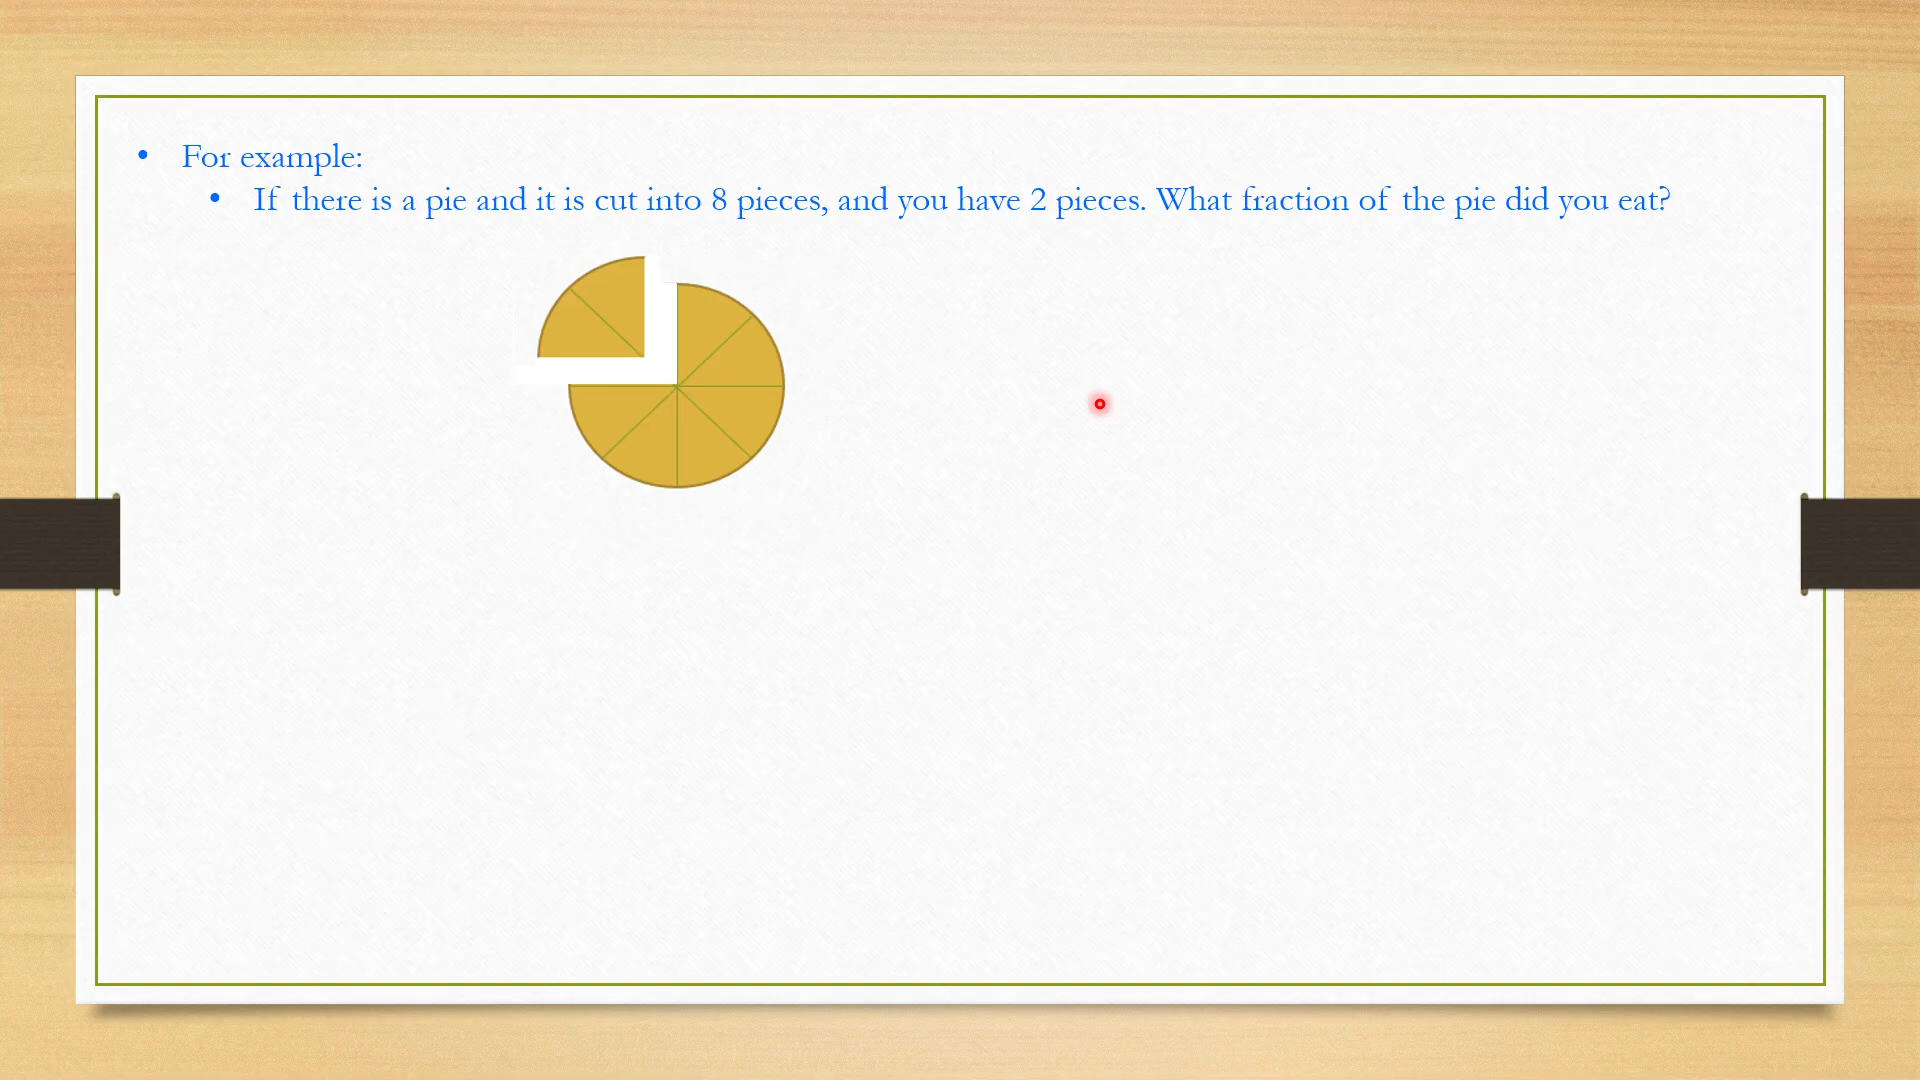 • For example:
• If there is a pie and it is cut into 8 pieces, and you have 2 pieces. What fraction of the pie did you eat?